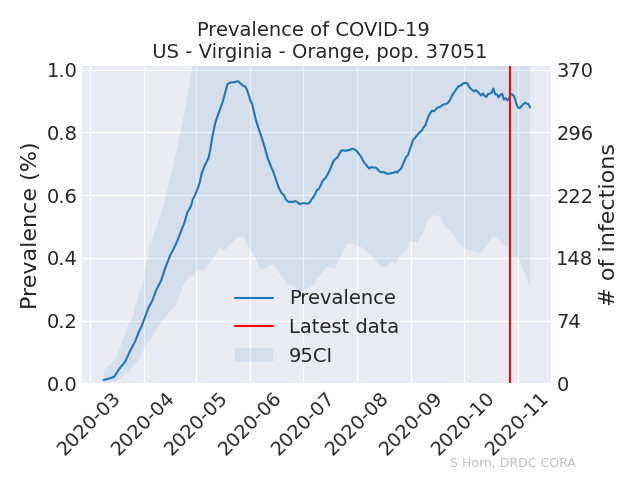 Prevalence of COVID-19
US - Virginia - Orange, pop. 37051
Prevalence (%)
1.0
0.8
0.6
0.4
0.2
0.0
370
296
222
148
74
0
# of infections
Prevalence
Latest data
95CI
2020-03
2020-04
2020-05
2020-06
2020-07
2020-08
2020-09
2020-10
2020-11
S Horn, DRDC CORA